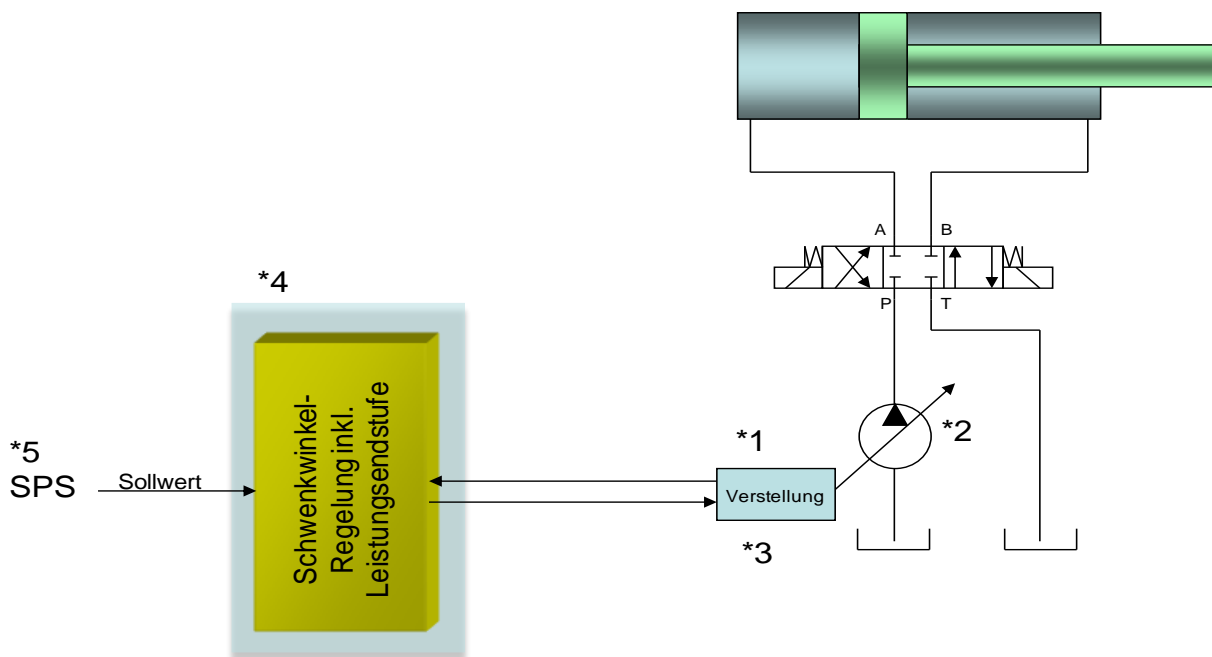 A B
P T
*4
Schwenkwinkel-
Regelung inkl.
Leistungsendstufe
*5
SPS
Sollwert
*1
*2
Verstellung
*3